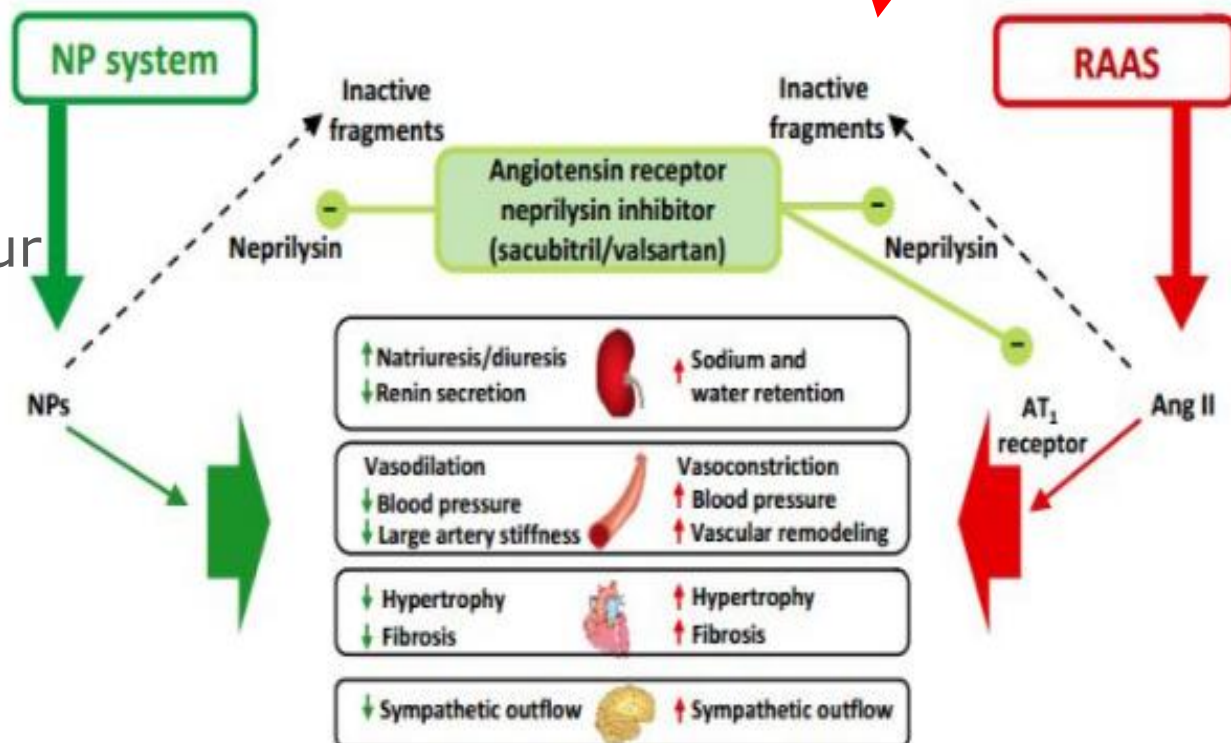 NP system
RAAS
Inactive
fragments
Inactive
fragments
Angiotensin receptor
neprilysin inhibitor
(sacubitril/valsartan)
–
Neprilysin
–
Neprilysin
–
ur
NPs
AT₁
receptor
Ang II
↑ Natriuresis/diuresis
↓ Renin secretion
↑ Sodium and
water retention
Vasodilation
↓ Blood pressure
↓ Large artery stiffness
Vasoconstriction
↑ Blood pressure
↑ Vascular remodeling
↓ Hypertrophy
↓ Fibrosis
↑ Hypertrophy
↑ Fibrosis
↓ Sympathetic outflow
↑ Sympathetic outflow